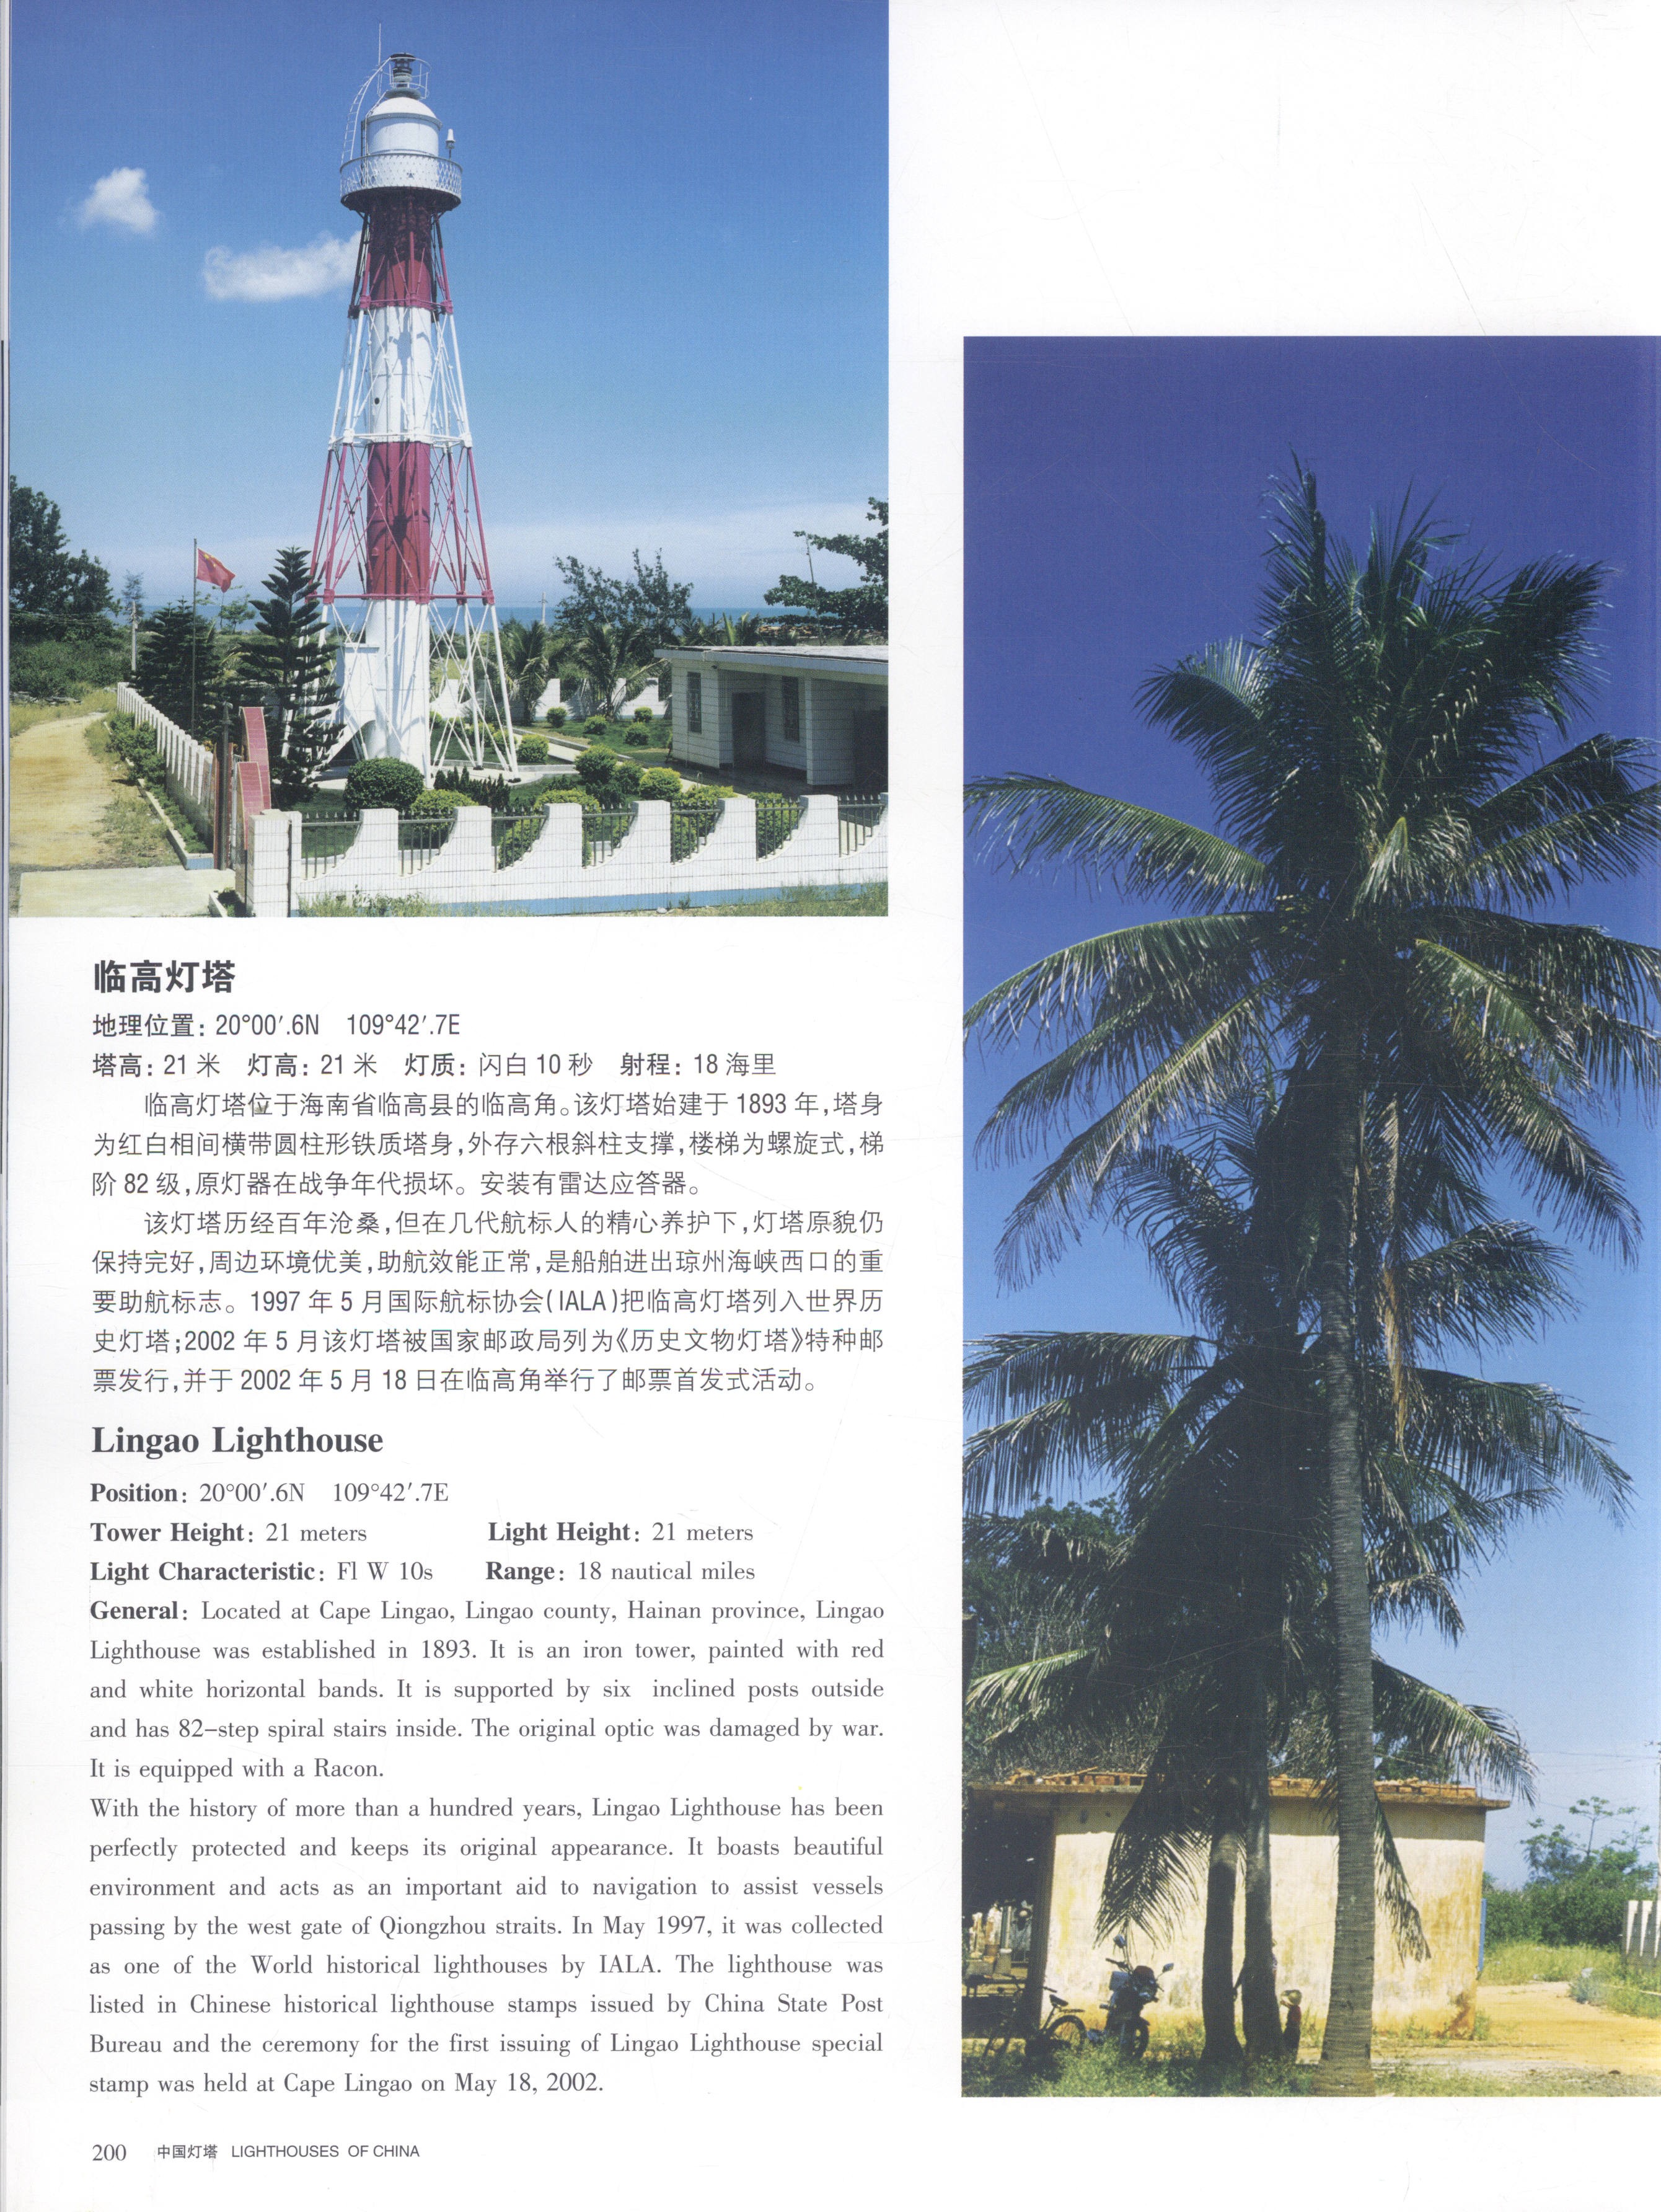 临高灯塔
地理位置: 20°00′.6N 109°42′.7E
塔高: 21 米 灯高: 21 米 灯质: 闪白 10 秒 射程: 18 海里
临高灯塔位于海南省临高县的临高角。该灯塔始建于 1893 年,塔身
为红白相间横带圆柱形铁质塔身,外存六根斜柱支撑,楼梯为螺旋式,梯
阶 82 级,原灯器在战争年代损坏。安装有雷达应答器。
该灯塔历经百年沧桑,但在几代航标人的精心养护下,灯塔原貌仍
保持完好,周边环境优美,助航效能正常,是船舶进出琼州海峡西口的重
要助航标志。1997 年 5 月国际航标协会(IALA)把临高灯塔列入世界历
史灯塔;2002 年 5 月该灯塔被国家邮政局列为《历史文物灯塔》特种邮
票发行,并于 2002 年 5 月 18 日在临高角举行了邮票首发式活动。
Lingao Lighthouse
Position: 20°00′.6N 109°42′.7E
Tower Height: 21 meters Light Height: 21 meters
Light Characteristic: Fl W 10s Range: 18 nautical miles
General: Located at Cape Lingao, Lingao county, Hainan province, Lingao
Lighthouse was established in 1893. It is an iron tower, painted with red
and white horizontal bands. It is supported by six inclined posts outside
and has 82–step spiral stairs inside. The original optic was damaged by war.
It is equipped with a Racon.
With the history of more than a hundred years, Lingao Lighthouse has been
perfectly protected and keeps its original appearance. It boasts beautiful
environment and acts as an important aid to navigation to assist vessels
passing by the west gate of Qiongzhou straits. In May 1997, it was collected
as one of the World historical lighthouses by IALA. The lighthouse was
listed in Chinese historical lighthouse stamps issued by China State Post
Bureau and the ceremony for the first issuing of Lingao Lighthouse special
stamp was held at Cape Lingao on May 18, 2002.
200 中国灯塔 LIGHTHOUSES OF CHINA